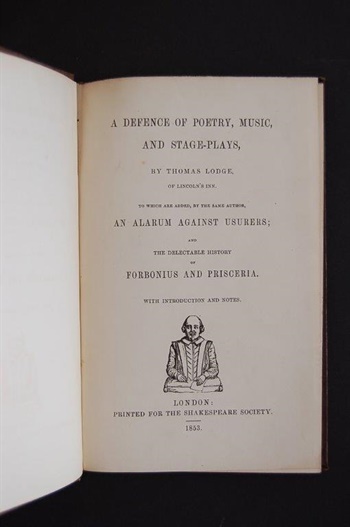 A DEFENCE OF POETRY, MUSIC,
AND STAGE-PLAYS,
BY THOMAS LODGE,
OF LINCOLN'S INN.
TO WHICH ARE ADDED, BY THE SAME AUTHOR,
AN ALARUM AGAINST USURERS;
AND
THE DELECTABLE HISTORY
OF
FORBONIUS AND PRISCERIA.
WITH INTRODUCTION AND NOTES.
LONDON:
PRINTED FOR THE SHAKESPEARE SOCIETY.
1853.